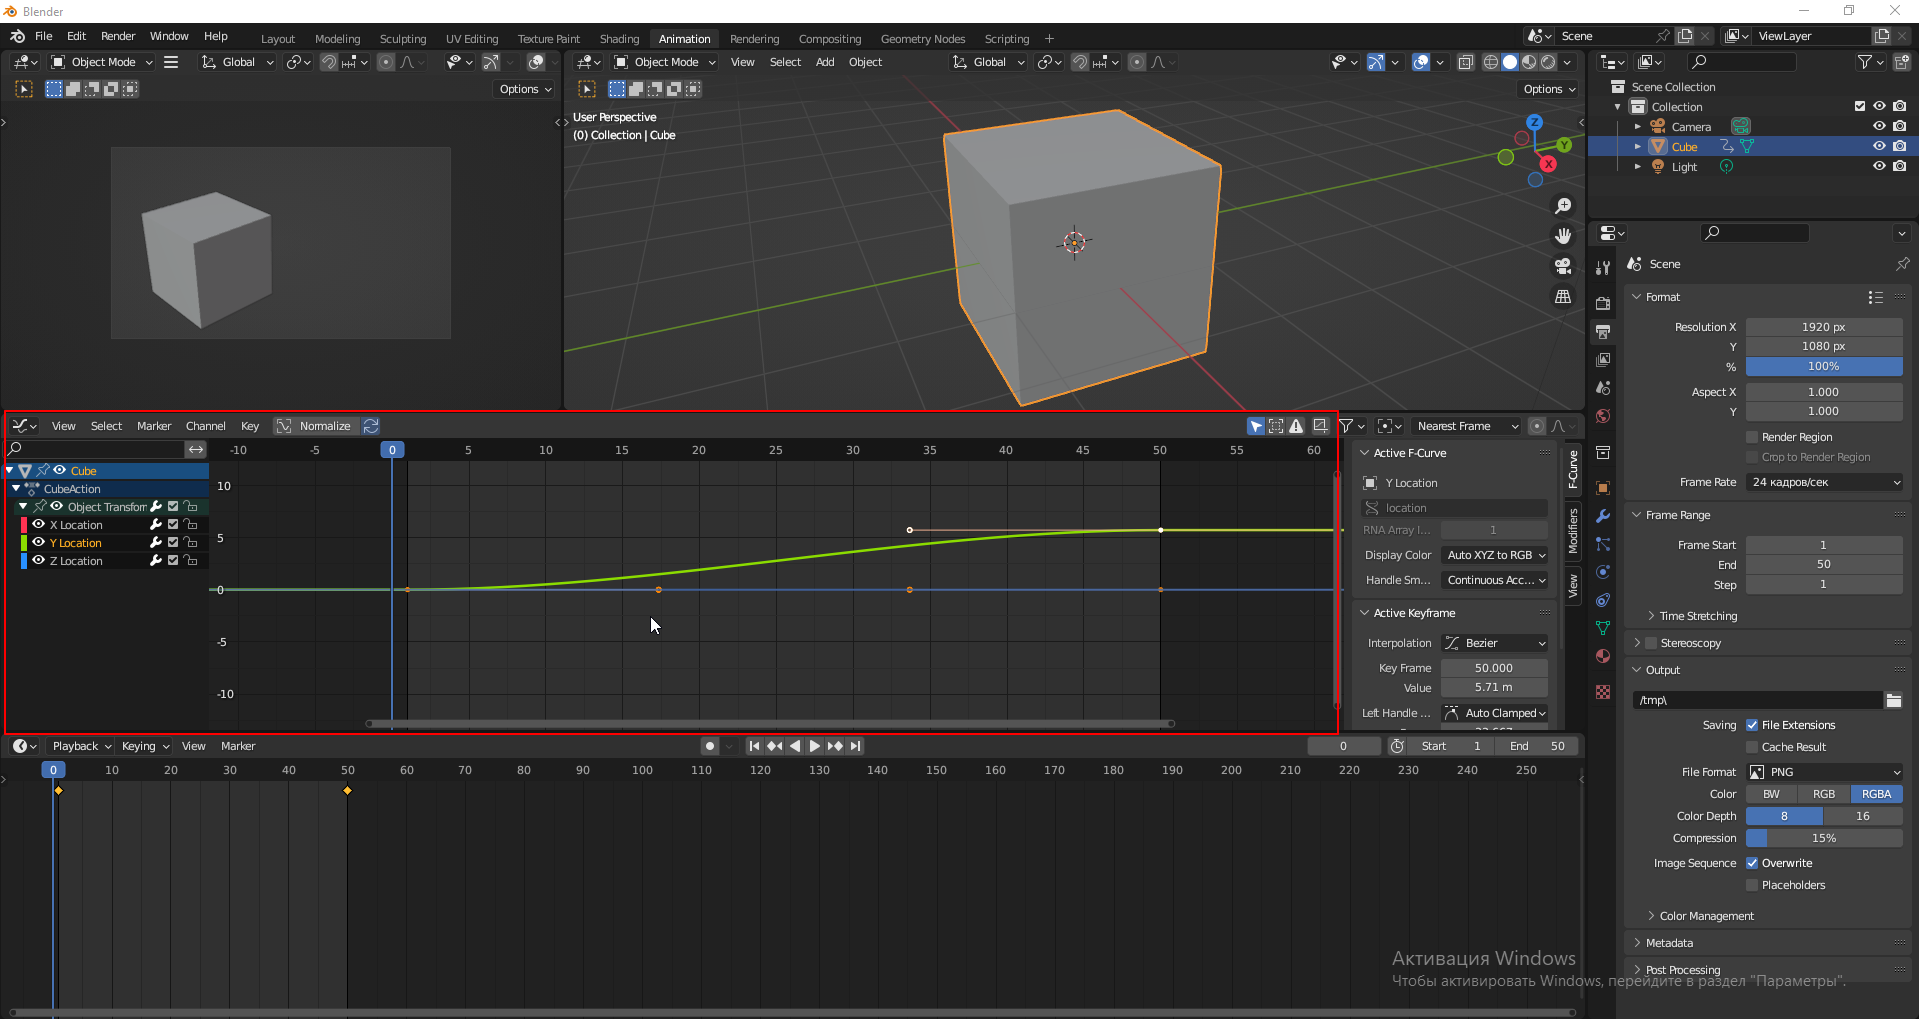 Blender
File Edit Render Window Help Layout Modeling Sculpting UV Editing Texture Paint Shading Animation Rendering Compositing Geometry Nodes Scripting + Scene ViewLayer
Object Mode Global Object Mode View Select Add Object Global
Options Options
User Perspective
(0) Collection | Cube
Z
Y
X
Scene Collection
Collection
Camera
Cube
Light
Scene
Format
Resolution X 1920 px
Y 1080 px
% 100%
Aspect X 1.000
Y 1.000
Render Region
Crop to Render Region
Frame Rate 24 кадров/сек
Frame Range
Frame Start 1
End 50
Step 1
Time Stretching
Stereoscopy
Output
/tmp\
Saving File Extensions
Cache Result
File Format PNG
Color BW RGB RGBA
Color Depth 8 16
Compression 15%
Image Sequence Overwrite
Placeholders
Color Management
Metadata
Post Processing
View Select Marker Channel Key Normalize Nearest Frame
-10 -5 0 5 10 15 20 25 30 35 40 45 50 55 60
Cube
CubeAction
Object Transfor
X Location
Y Location
Z Location
10
5
0
-5
-10
Active F-Curve
Y Location
location
RNA Array I... 1
Display Color Auto XYZ to RGB
Handle Sm... Continuous Acc...
Active Keyframe
Interpolation Bezier
Key Frame 50.000
Value 5.71 m
Left Handle ... Auto Clamped
F-Curve
Modifiers
View
Playback Keying View Marker 0 Start 1 End 50
0 10 20 30 40 50 60 70 80 90 100 110 120 130 140 150 160 170 180 190 200 210 220 230 240 250
Активация Windows
Чтобы активировать Windows, перейдите в раздел "Параметры".